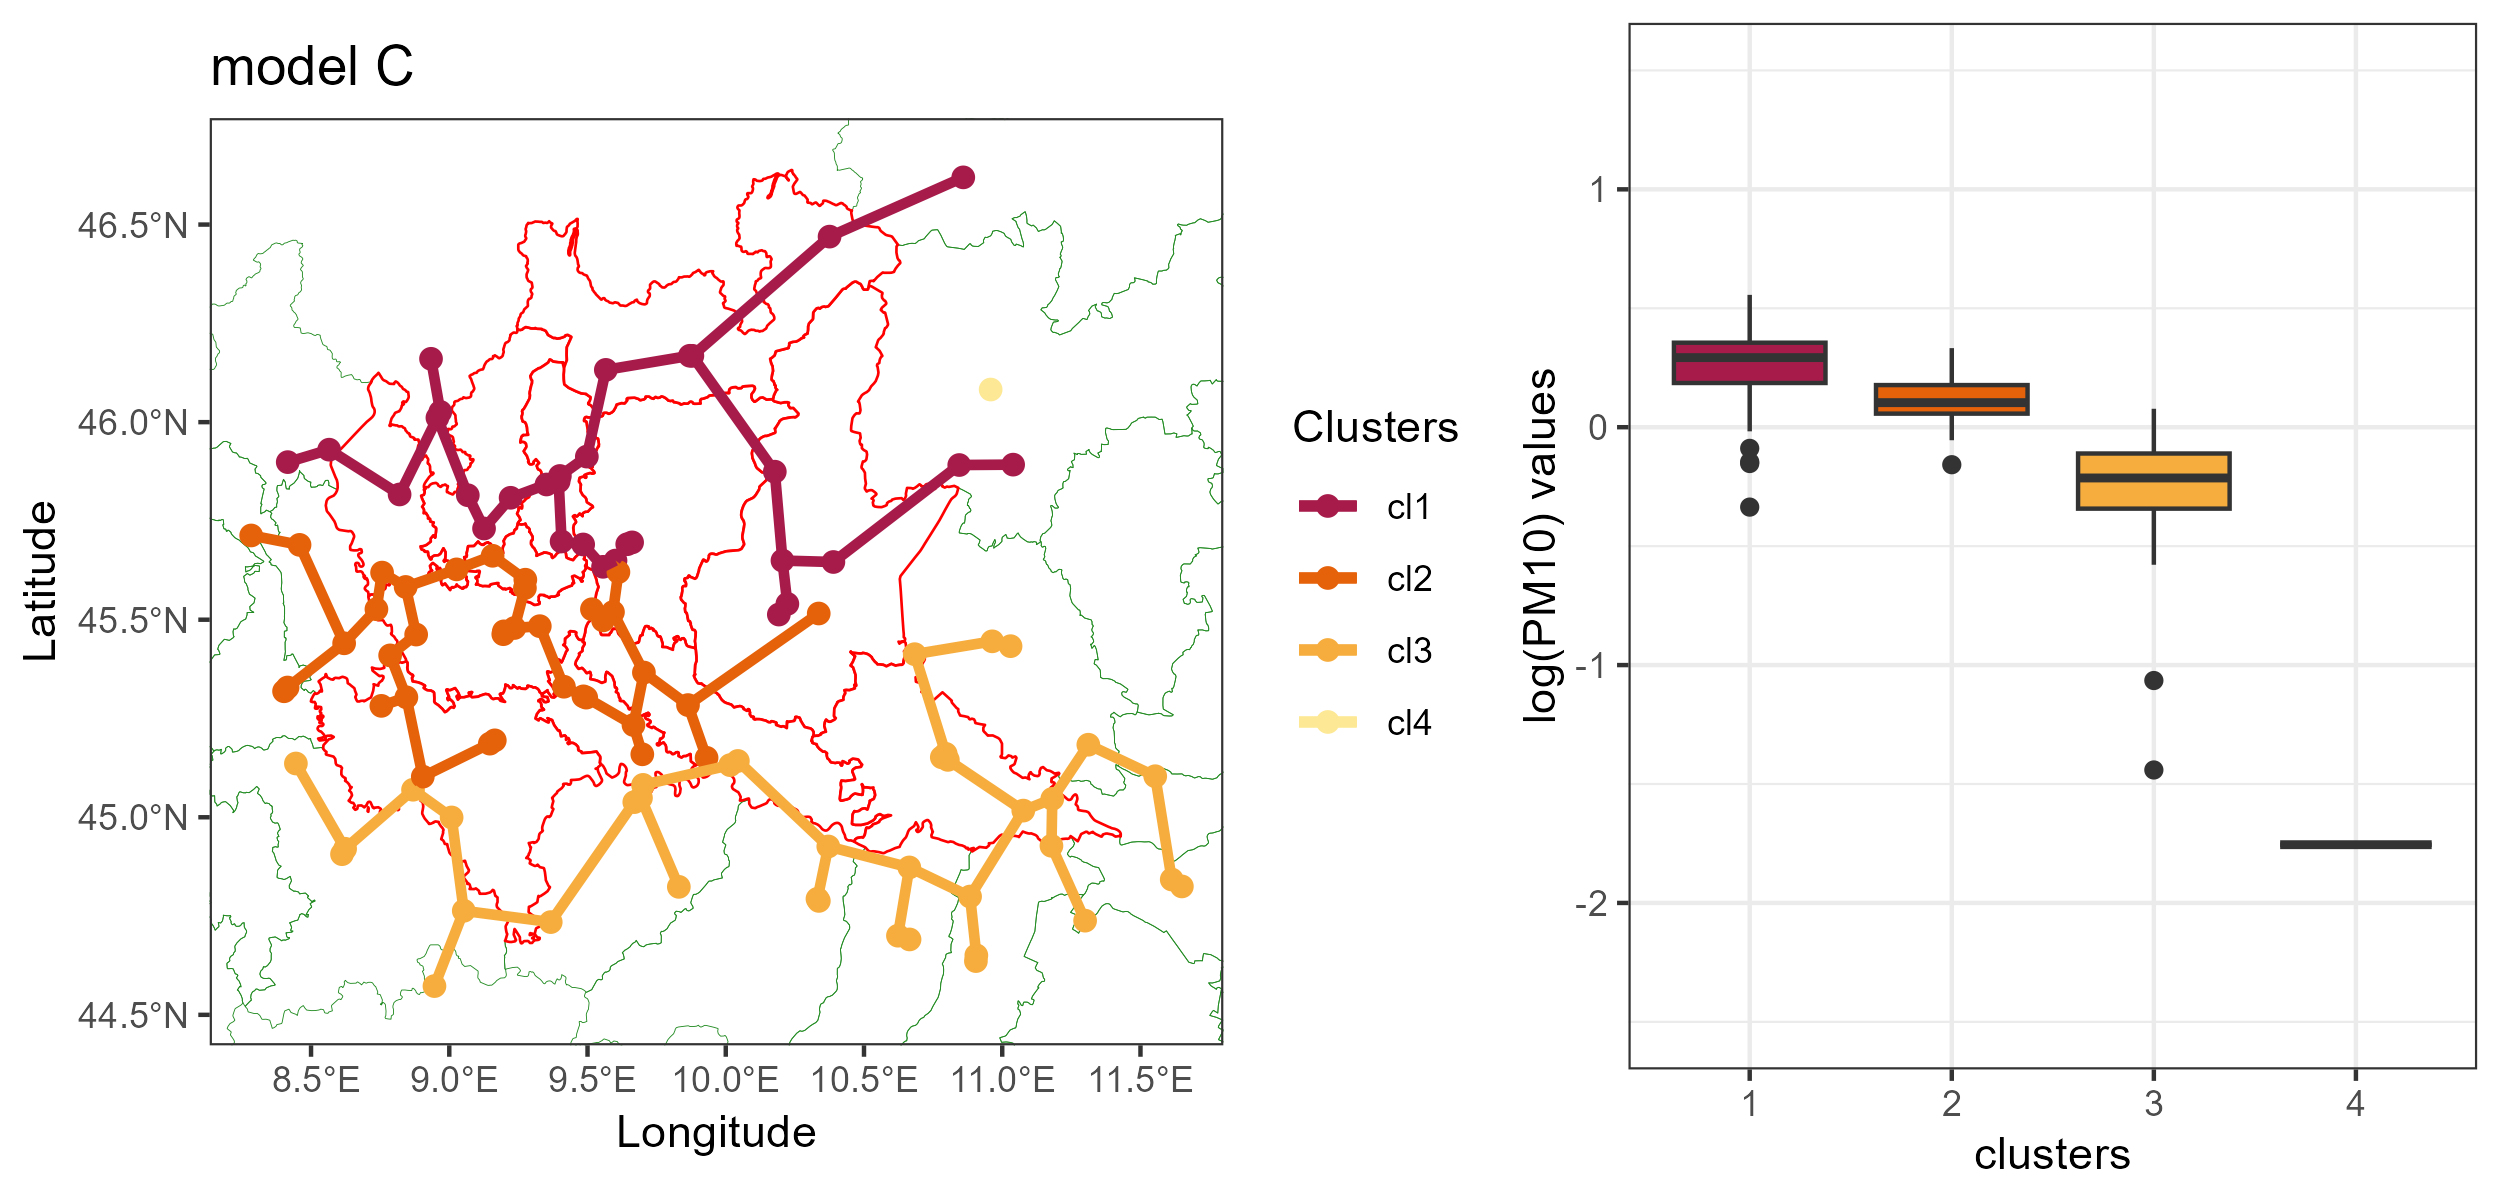 model C
46.5°N
46.0°N
45.5°N
45.0°N
44.5°N
Latitude
8.5°E 9.0°E 9.5°E 10.0°E 10.5°E 11.0°E 11.5°E
Longitude
Clusters
cl1
cl2
cl3
cl4
log(PM10) values
1
0
-1
-2
1 2 3 4
clusters